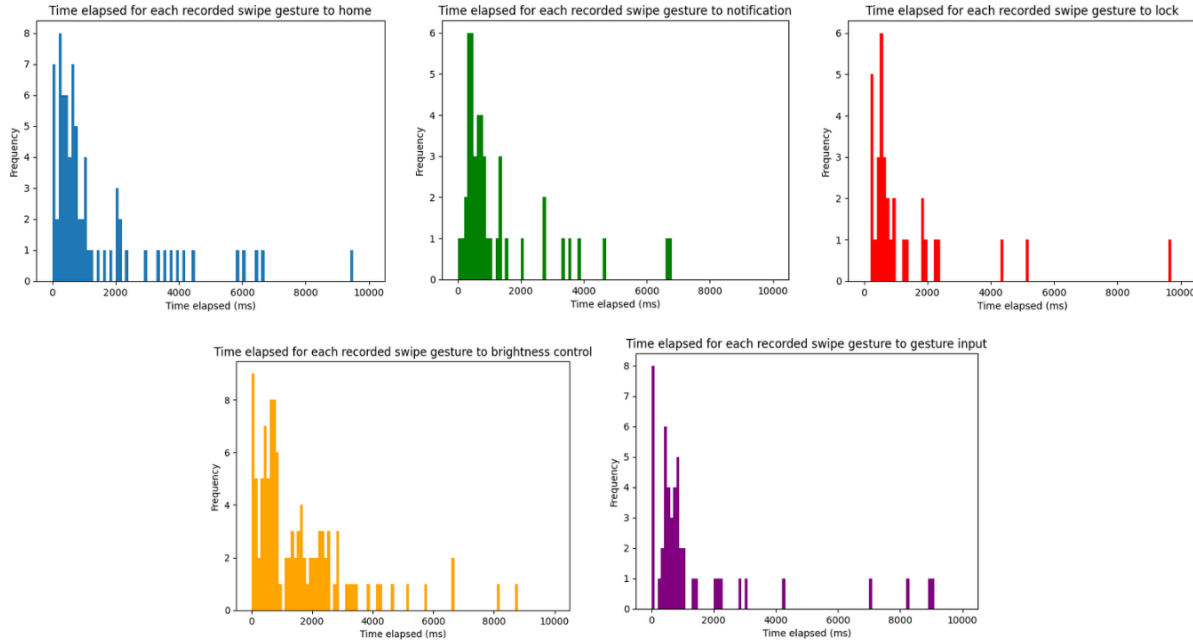 Time elapsed for each recorded swipe gesture to home
Frequency
8
7
6
5
4
3
2
1
0
0 2000 4000 6000 8000 10000
Time elapsed (ms)
Time elapsed for each recorded swipe gesture to notification
Frequency
6
5
4
3
2
1
0
0 2000 4000 6000 8000 10000
Time elapsed (ms)
Time elapsed for each recorded swipe gesture to lock
Frequency
6
5
4
3
2
1
0
0 2000 4000 6000 8000 10000
Time elapsed (ms)
Time elapsed for each recorded swipe gesture to brightness control
Frequency
8
6
4
2
0
0 2000 4000 6000 8000 10000
Time elapsed (ms)
Time elapsed for each recorded swipe gesture to gesture input
Frequency
8
7
6
5
4
3
2
1
0
0 2000 4000 6000 8000 10000
Time elapsed (ms)